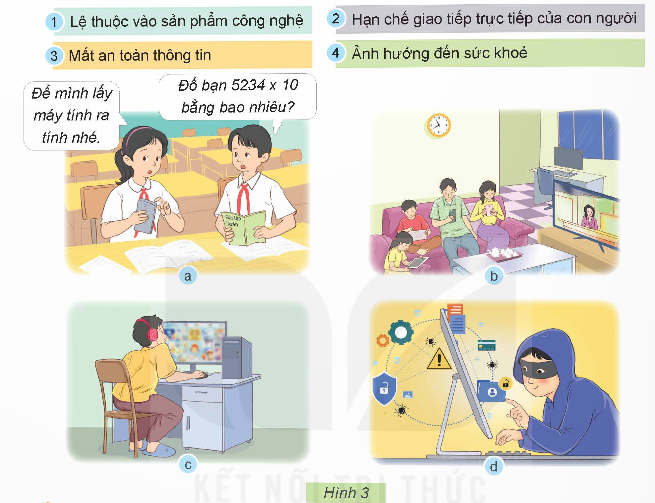 1 Lệ thuộc vào sản phẩm công nghệ
2 Hạn chế giao tiếp trực tiếp của con người
3 Mất an toàn thông tin
4 Ảnh hưởng đến sức khoẻ
Để mình lấy
máy tính ra
tính nhé.
Đố bạn 5234 x 10
bằng bao nhiêu?
a
b
c
d
KẾT NỐI TRI THỨC
Hình 3